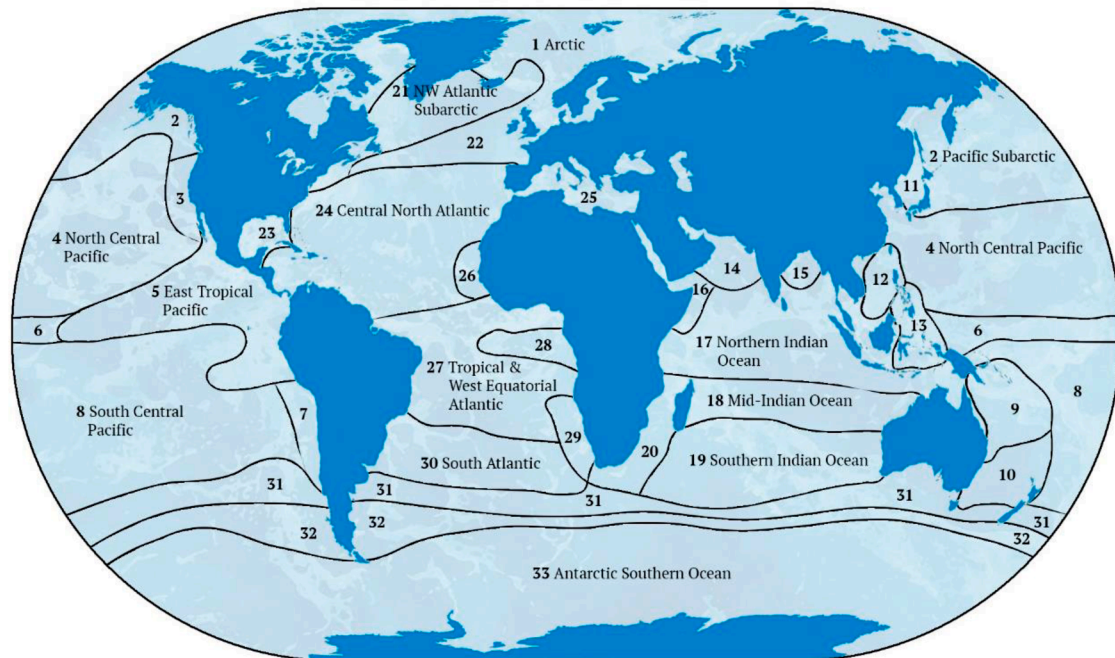 1 Arctic
21 NW Atlantic
Subarctic
2
22
2 Pacific Subarctic
11
3
25
24 Central North Atlantic
23
4 North Central
Pacific
4 North Central Pacific
14
15
26
16
12
5 East Tropical
Pacific
6
13
6
28
17 Northern Indian
Ocean
27 Tropical &
West Equatorial
Atlantic
8
18 Mid-Indian Ocean
8 South Central
Pacific
7
9
29
20
30 South Atlantic
19 Southern Indian Ocean
10
31
31
31
31
31
32
32
32
33 Antarctic Southern Ocean